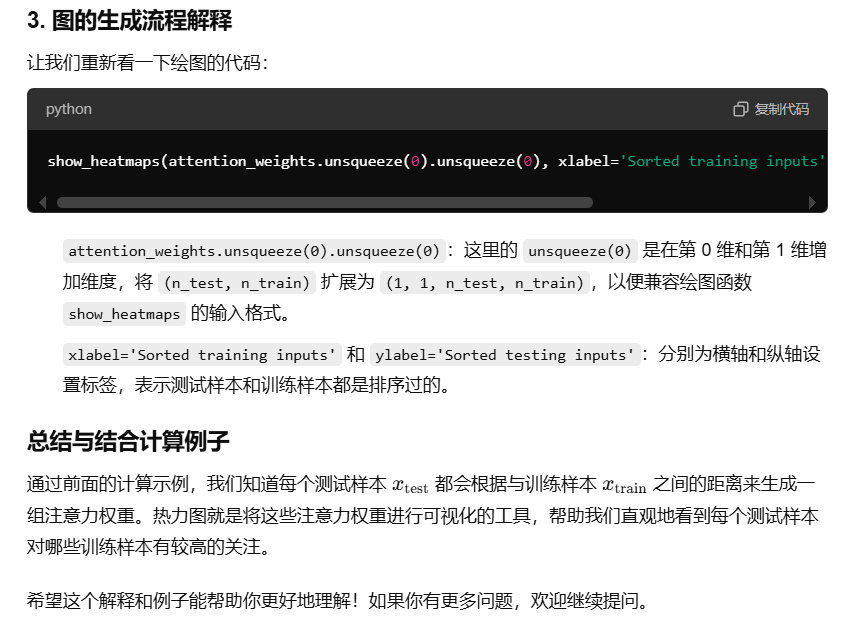 3. 图的生成流程解释
让我们重新看一下绘图的代码：
python
复制代码
show_heatmaps(attention_weights.unsqueeze(0).unsqueeze(0), xlabel='Sorted training inputs'
attention_weights.unsqueeze(0).unsqueeze(0)：这里的 unsqueeze(0) 是在第 0 维和第 1 维增
加维度，将 (n_test, n_train) 扩展为 (1, 1, n_test, n_train)，以便兼容绘图函数
show_heatmaps 的输入格式。
xlabel='Sorted training inputs' 和 ylabel='Sorted testing inputs'：分别为横轴和纵轴设
置标签，表示测试样本和训练样本都是排序过的。
总结与结合计算例子
通过前面的计算示例，我们知道每个测试样本 x_test 都会根据与训练样本 x_train 之间的距离来生成一
组注意力权重。热力图就是将这些注意力权重进行可视化的工具，帮助我们直观地看到每个测试样本
对哪些训练样本有较高的关注。
希望这个解释和例子能帮助你更好地理解！如果你有更多问题，欢迎继续提问。